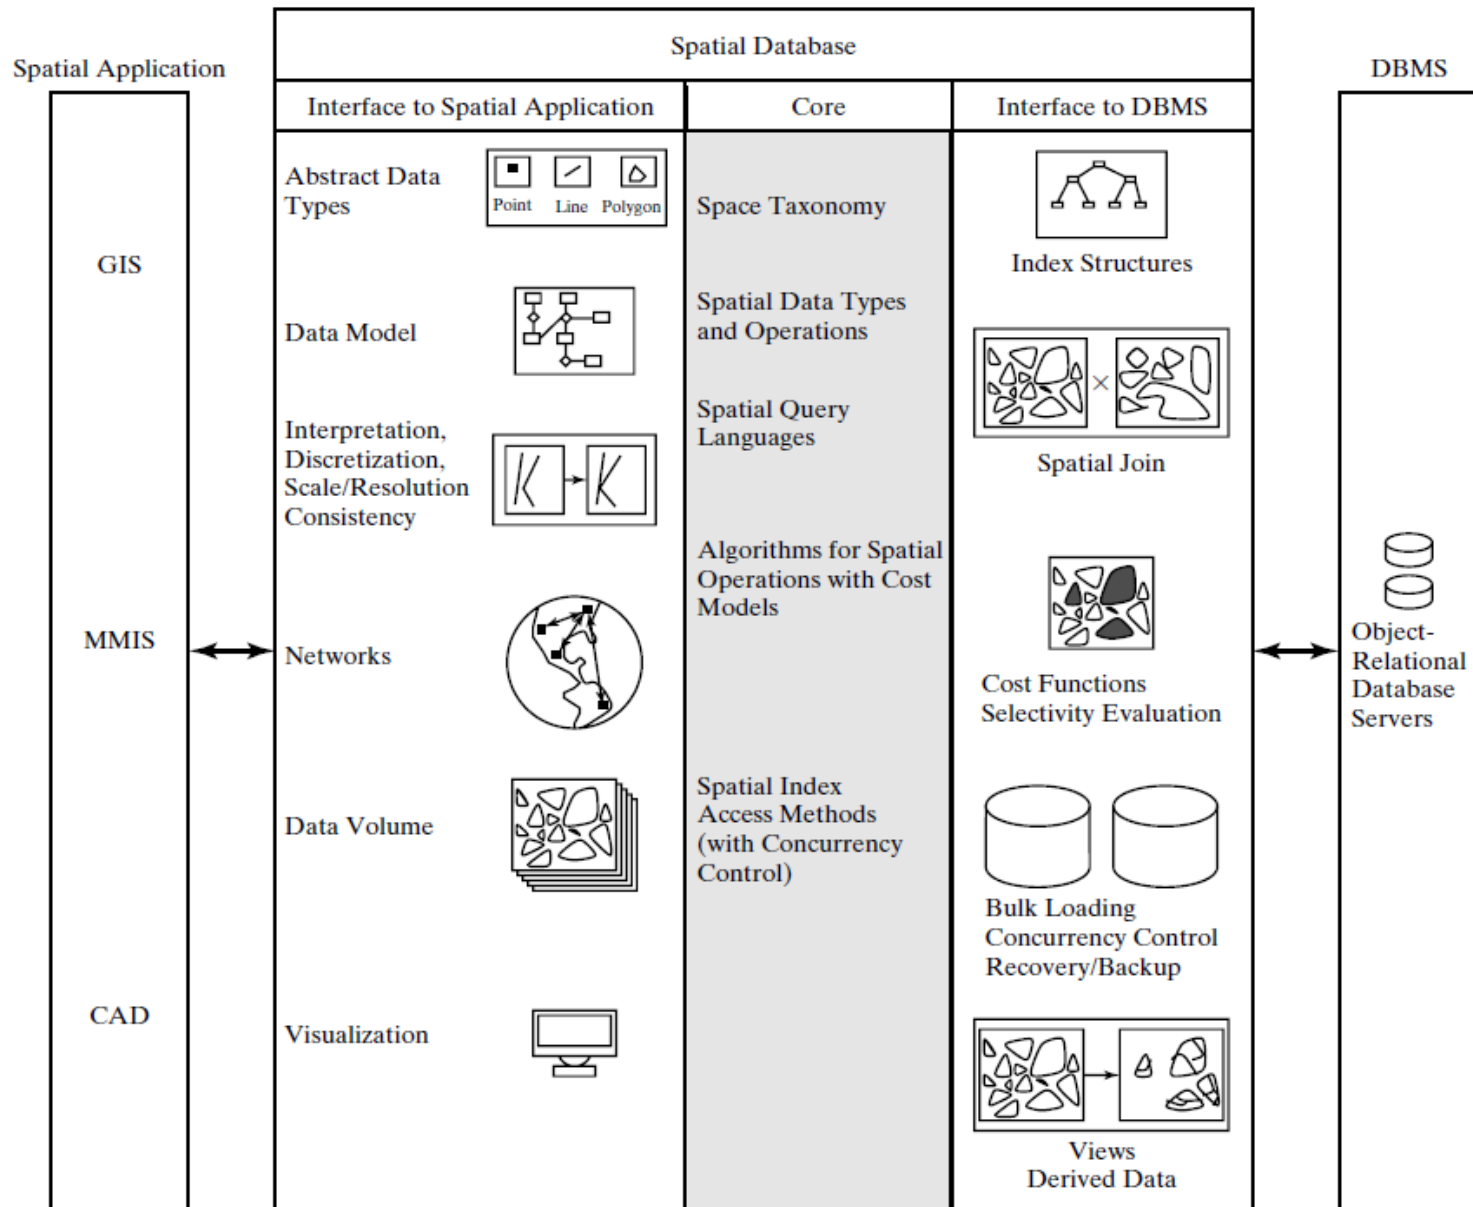 Spatial Application
GIS
MMIS
CAD
Spatial Database
Interface to Spatial Application
Abstract Data
Types
Point Line Polygon
Data Model
Interpretation,
Discretization,
Scale/Resolution
Consistency
Networks
Data Volume
Visualization
Core
Space Taxonomy
Spatial Data Types
and Operations
Spatial Query
Languages
Algorithms for Spatial
Operations with Cost
Models
Spatial Index
Access Methods
(with Concurrency
Control)
Interface to DBMS
Index Structures
×
Spatial Join
Cost Functions
Selectivity Evaluation
Bulk Loading
Concurrency Control
Recovery/Backup
Views
Derived Data
DBMS
Object-
Relational
Database
Servers